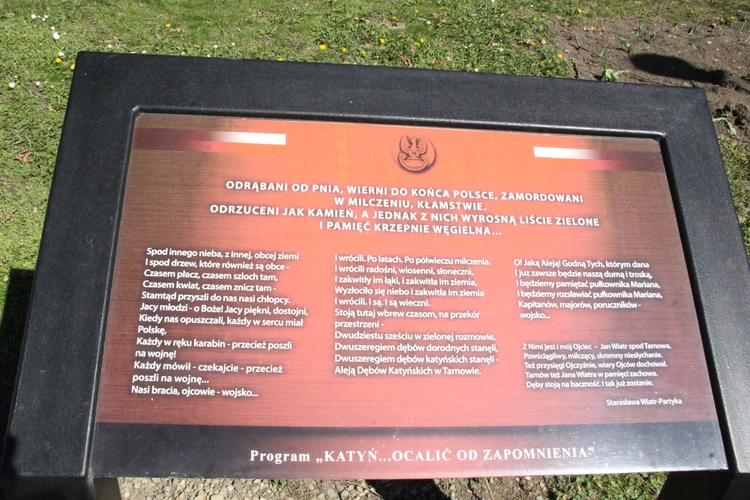 ODRĄBANI OD PNIA, WIERNI DO KOŃCA POLSCE, ZAMORDOWANI
W MILCZENIU, KŁAMSTWIE.
ODRZUCENI JAK KAMIEŃ, A JEDNAK Z NICH WYROSNĄ LIŚCIE ZIELONE
I PAMIĘĆ KRZEPNIE WĘGIELNA...
Spod innego nieba, z innej, obcej ziemi
I spod drzew, które również są obce -
Czasem płacz, czasem szloch tam,
Czasem kwiat, czasem znicz tam -
Stamtąd przyszli do nas nasi chłopcy.
Jacy młodzi - o Boże! Jacy piękni, dostojni,
Kiedy nas opuszczali, każdy w sercu miał
Polskę,
Każdy w ręku karabin - przecież poszli
na wojnę!
Każdy mówił - czekajcie - przecież
poszli na wojnę...
Nasi bracia, ojcowie - wojsko...
I wrócili. Po latach. Po półwieczu milczenia.
I wrócili radośni, wiosenni, słoneczni,
I zakwitły im łąki, i zakwitła im ziemia,
Wyzłociło się niebo i zakwitła im ziemia
I wrócili. I są. I są wieczni.
Stoją tutaj wbrew czasom, na przekór
przestrzeni -
Dwudziestu sześciu w zielonej rozmowie.
Dwuszeregiem dębów dorodnych stanęli,
Dwuszeregiem dębów katyńskich stanęli -
Aleją Dębów Katyńskich w Tarnowie.
O! Jaką Aleją! Godną Tych, którym dana
I już zawsze będzie naszą dumą i troską,
I będziemy pamiętać pułkownika Mariana,
I będziemy rozsławiać pułkownika Mariana,
Kapitanów, majorów, poruczników -
wojsko...
Z Nimi jest i mój Ojciec - Jan Wiatr spod Tarnowa,
Powściągliwy, milczący, skromny niesłychanie.
Też przysięgi Ojczyźnie, wiary Ojców dochował.
Tarnów też Jana Wiatra w pamięci zachowa.
Dęby stoją na baczność. I tak już zostanie.
Stanisława Wiatr-Partyka
Program „KATYŃ...OCALIĆ OD ZAPOMNIENIA"